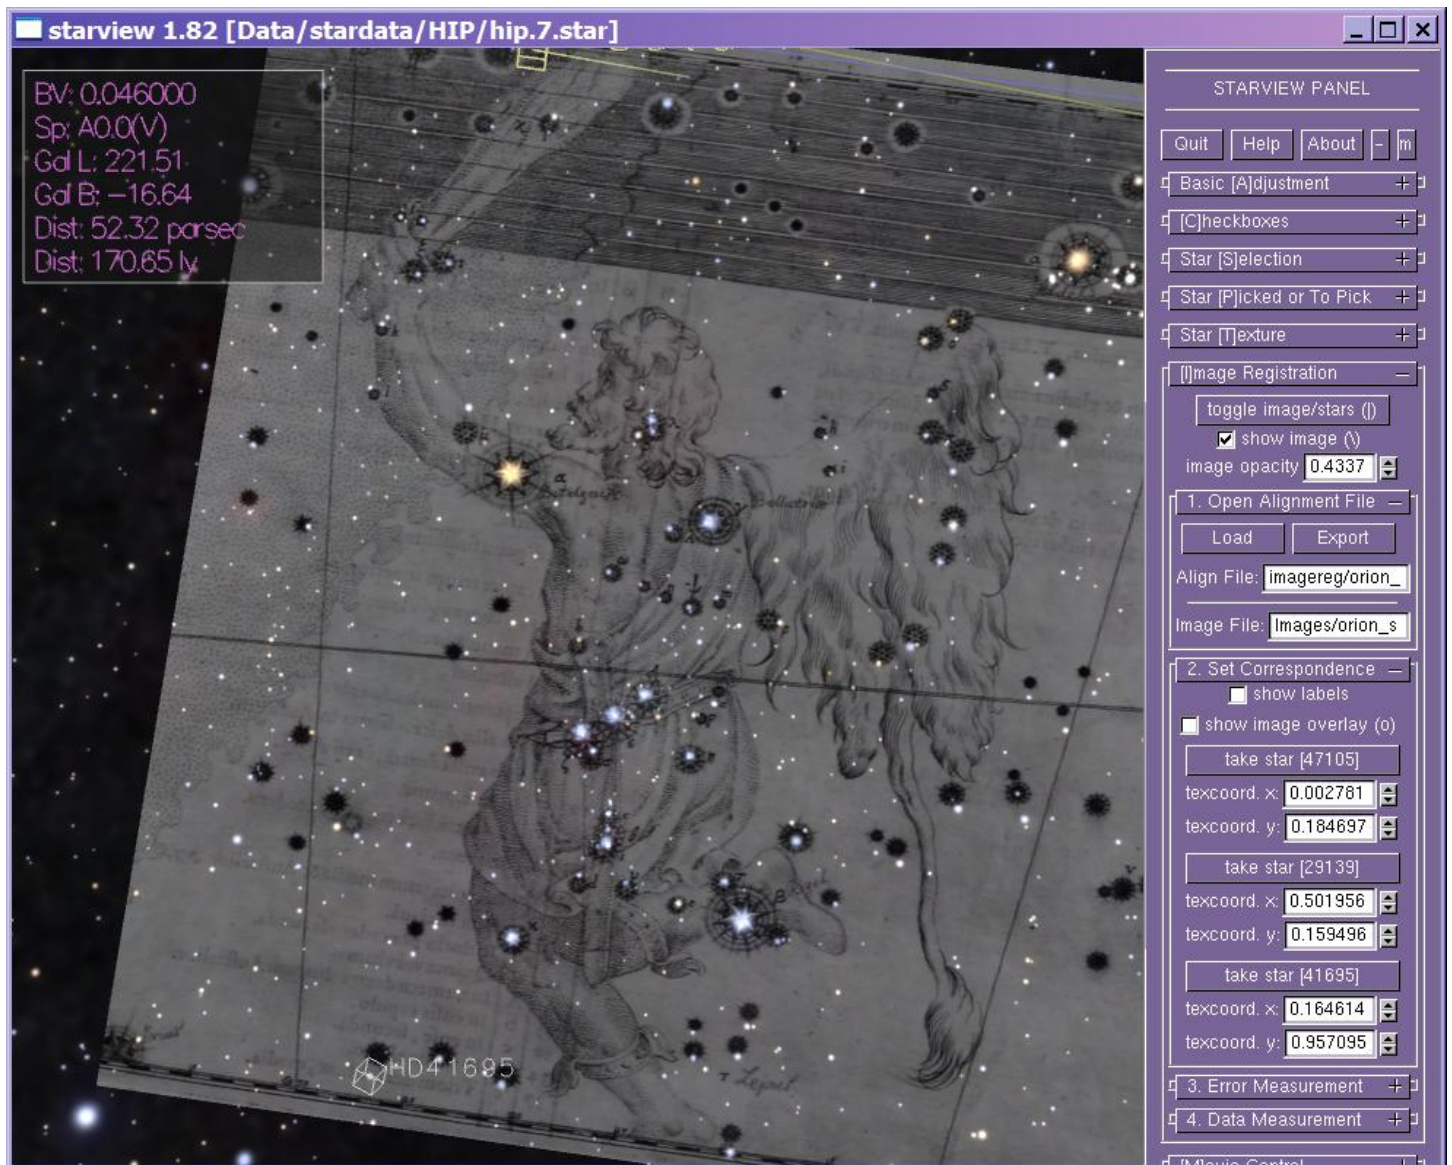 starview 1.82 [Data/stardata/HIP/hip.7.star]
BV: 0.046000
Sp: A0.0(V)
Gal L: 221.51
Gal B: -16.64
Dist: 52.32 parsec
Dist: 170.65 ly
α
Bellatrix
β
HD41695
Lepus
STARVIEW PANEL
Quit Help About - m
Basic [A]djustment +
[C]heckboxes +
Star [S]election +
Star [P]icked or To Pick +
Star [T]exture +
[I]mage Registration -
toggle image/stars (|)
show image (\)
image opacity 0.4337
1. Open Alignment File -
Load Export
Align File: imagereg/orion_
Image File: Images/orion_s
2. Set Correspondence -
show labels
show image overlay (o)
take star [47105]
texcoord. x: 0.002781
texcoord. y: 0.184697
take star [29139]
texcoord. x: 0.501956
texcoord. y: 0.159496
take star [41695]
texcoord. x: 0.164614
texcoord. y: 0.957095
3. Error Measurement +
4. Data Measurement +
[M]ovie Control +